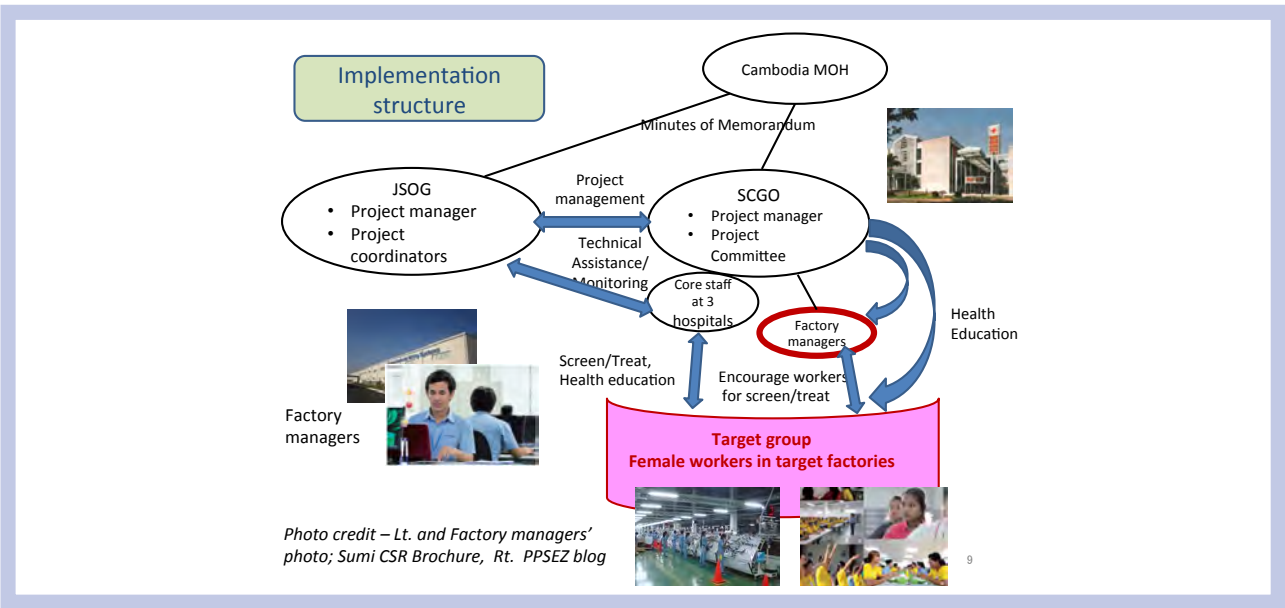 Implementation
structure
Cambodia MOH
Minutes of Memorandum
JSOG
• Project manager
• Project
coordinators
Project
management
SCGO
• Project manager
• Project
Committee
Technical
Assistance/
Monitoring
Core staff
at 3
hospitals
Factory
managers
Health
Education
Screen/Treat,
Health education
Encourage workers
for screen/treat
Factory
managers
Target group
Female workers in target factories
Photo credit – Lt. and Factory managers'
photo; Sumi CSR Brochure, Rt. PPSEZ blog
9